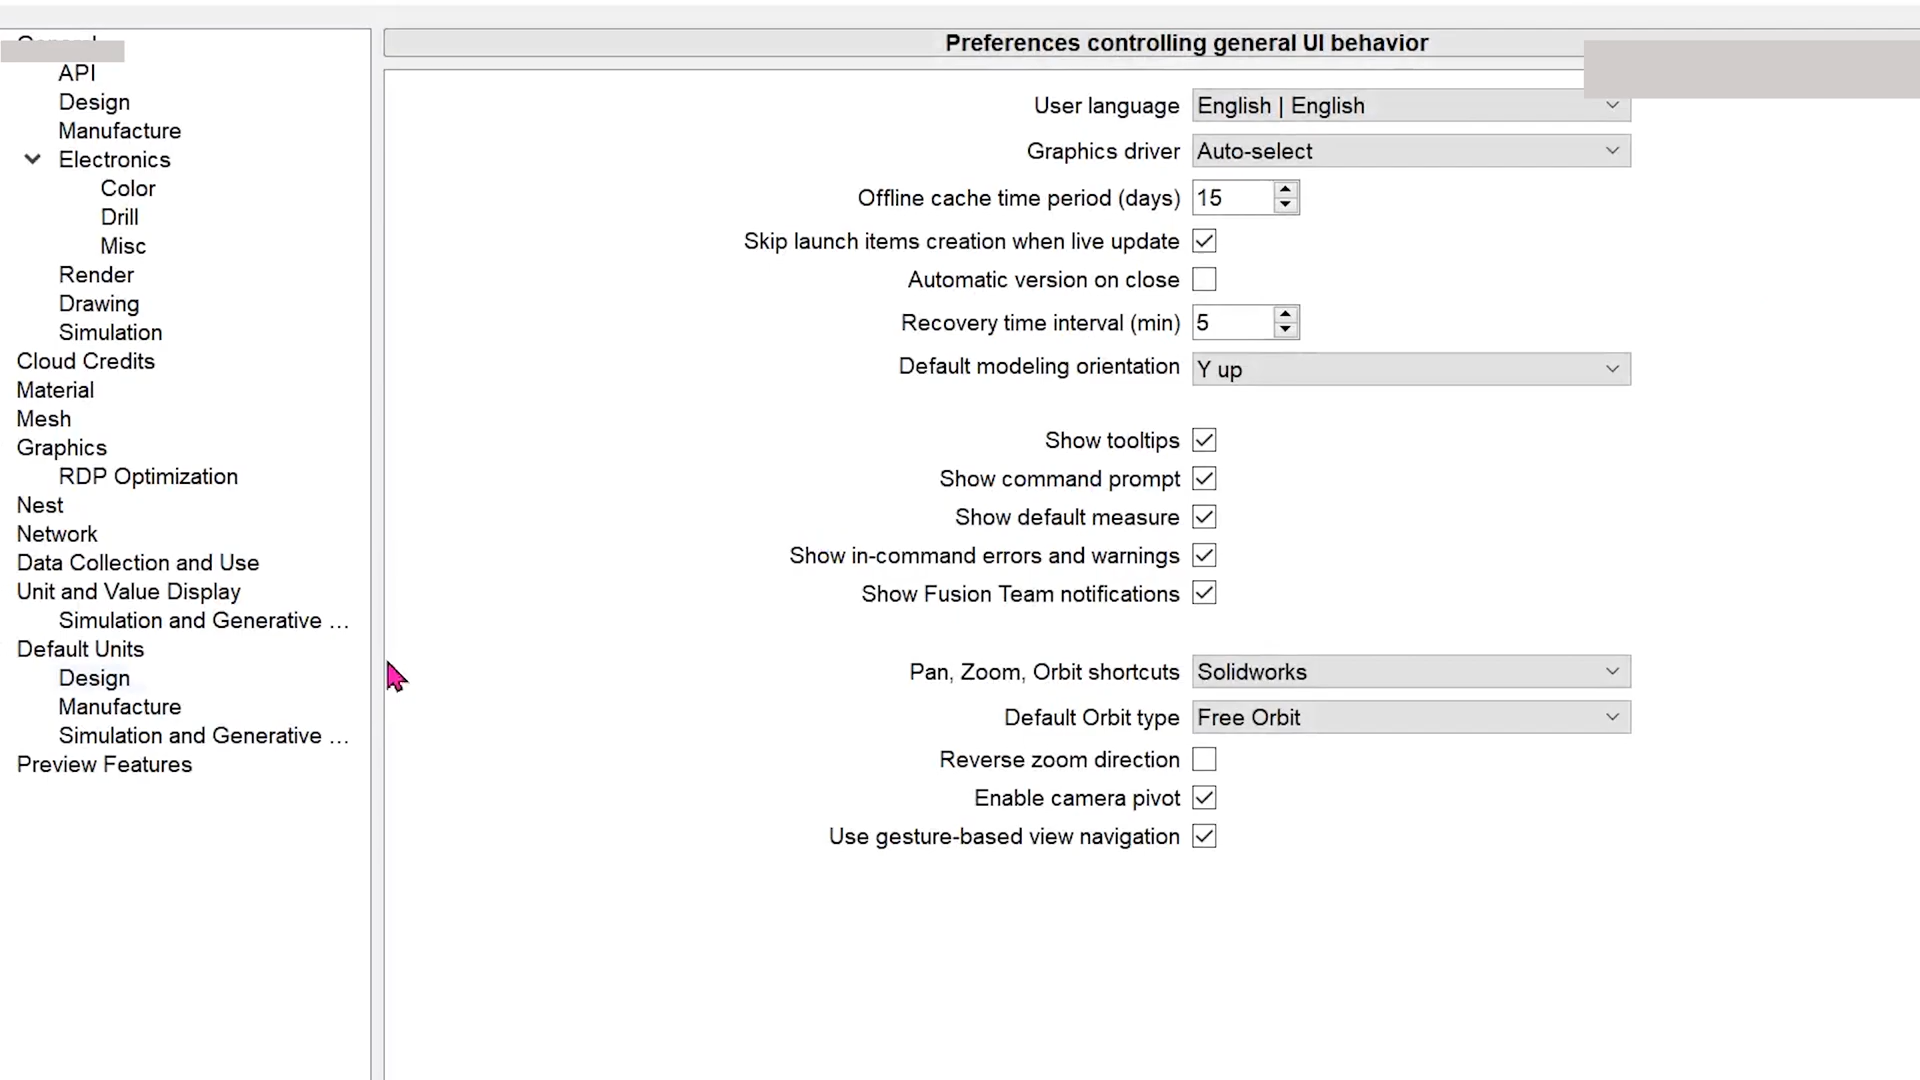 Preferences controlling general UI behavior
API
Design
Manufacture
Electronics
Color
Drill
Misc
Render
Drawing
Simulation
Cloud Credits
Material
Mesh
Graphics
RDP Optimization
Nest
Network
Data Collection and Use
Unit and Value Display
Simulation and Generative ...
Default Units
Design
Manufacture
Simulation and Generative ...
Preview Features
User language English | English
Graphics driver Auto-select
Offline cache time period (days) 15
Skip launch items creation when live update
Automatic version on close
Recovery time interval (min) 5
Default modeling orientation Y up
Show tooltips
Show command prompt
Show default measure
Show in-command errors and warnings
Show Fusion Team notifications
Pan, Zoom, Orbit shortcuts Solidworks
Default Orbit type Free Orbit
Reverse zoom direction
Enable camera pivot
Use gesture-based view navigation